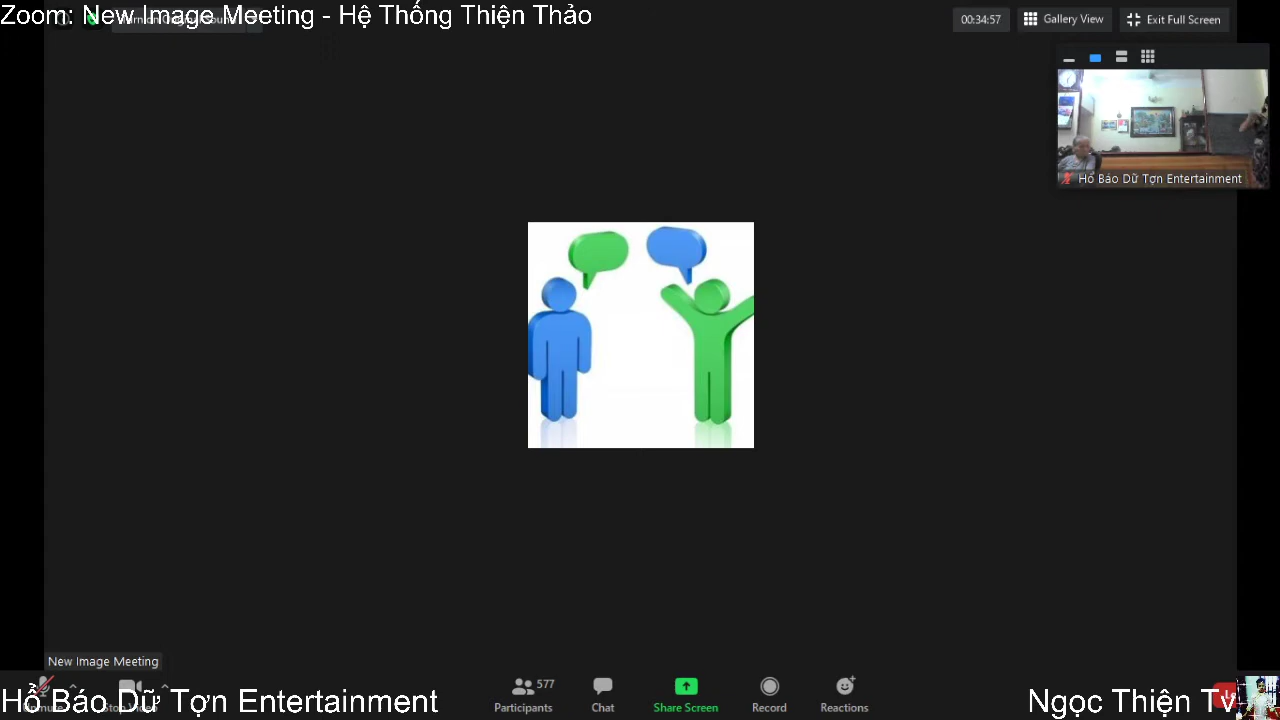 Zoom: New Image Meeting - Hệ Thống Thiện Thảo
00:34:57
Gallery View
Exit Full Screen
Hổ Báo Dữ Tợn Entertainment
New Image Meeting
577
Participants
Chat
Share Screen
Record
Reactions
Hổ Báo Dữ Tợn Entertainment
Ngọc Thiện Tv